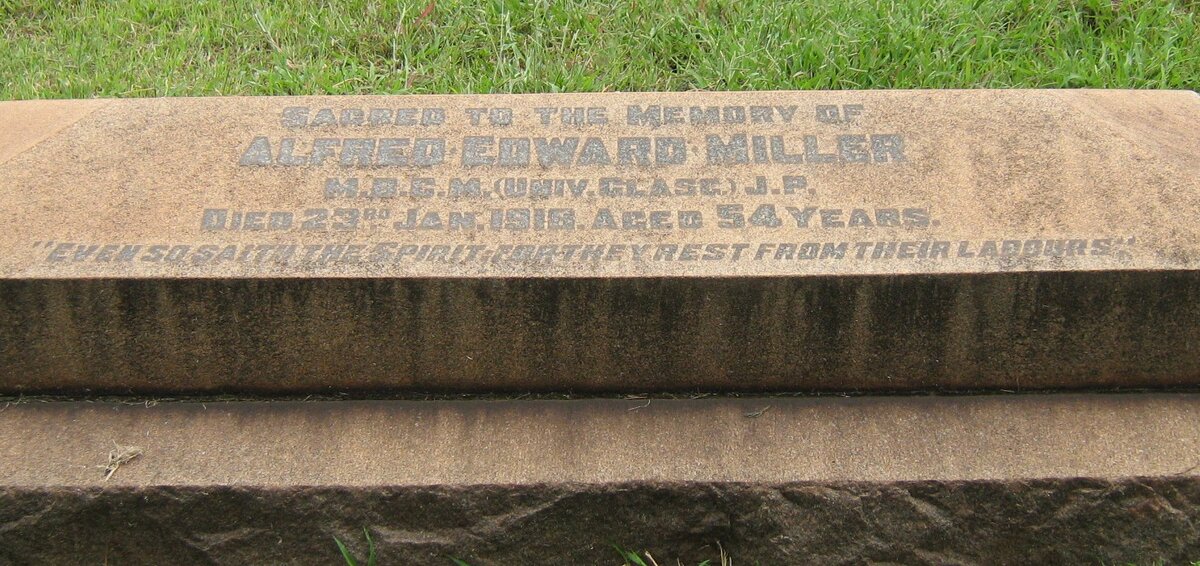 SACRED TO THE MEMORY OF
ALFRED EDWARD MILLER
M.B.C.M. (UNIV. GLASG.) J.P.
DIED 23RD JAN. 1916. AGED 54 YEARS.
"EVEN SO SAITH THE SPIRIT; FOR THEY REST FROM THEIR LABOURS".